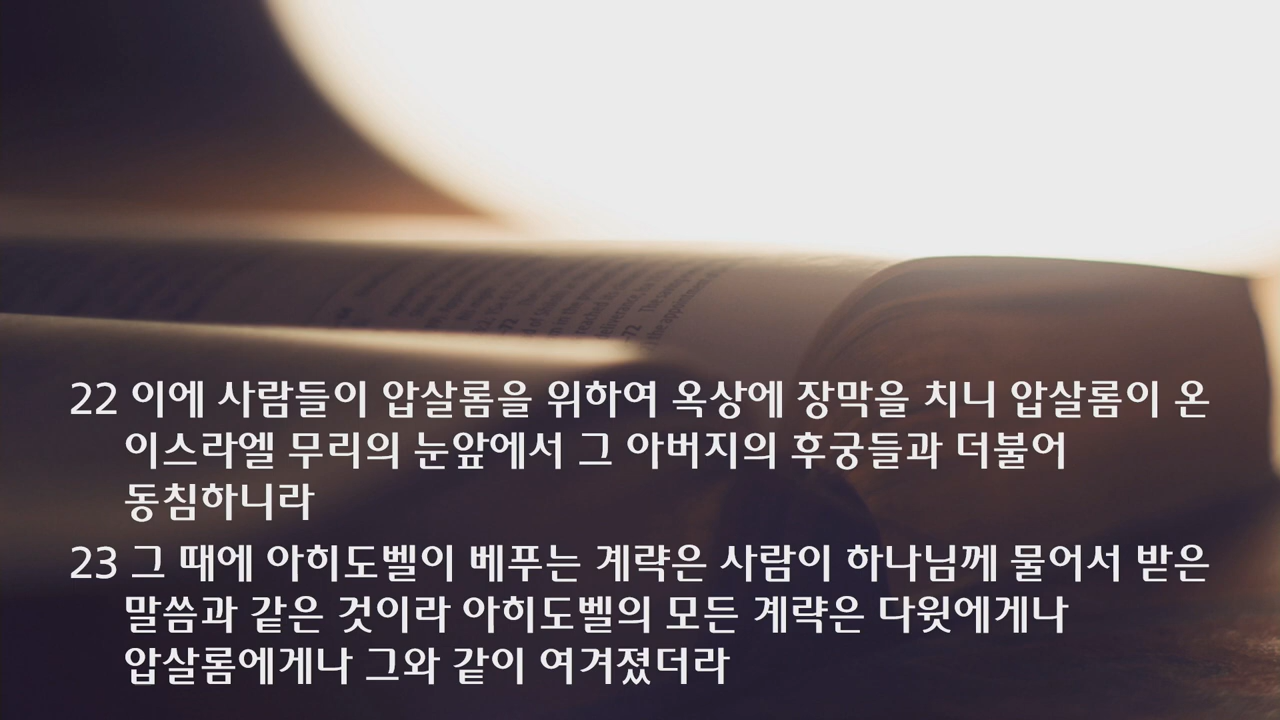 22 이에 사람들이 압살롬을 위하여 옥상에 장막을 치니 압살롬이 온
이스라엘 무리의 눈앞에서 그 아버지의 후궁들과 더불어
동침하니라
23 그 때에 아히도벨이 베푸는 계략은 사람이 하나님께 물어서 받은
말씀과 같은 것이라 아히도벨의 모든 계략은 다윗에게나
압살롬에게나 그와 같이 여겨졌더라